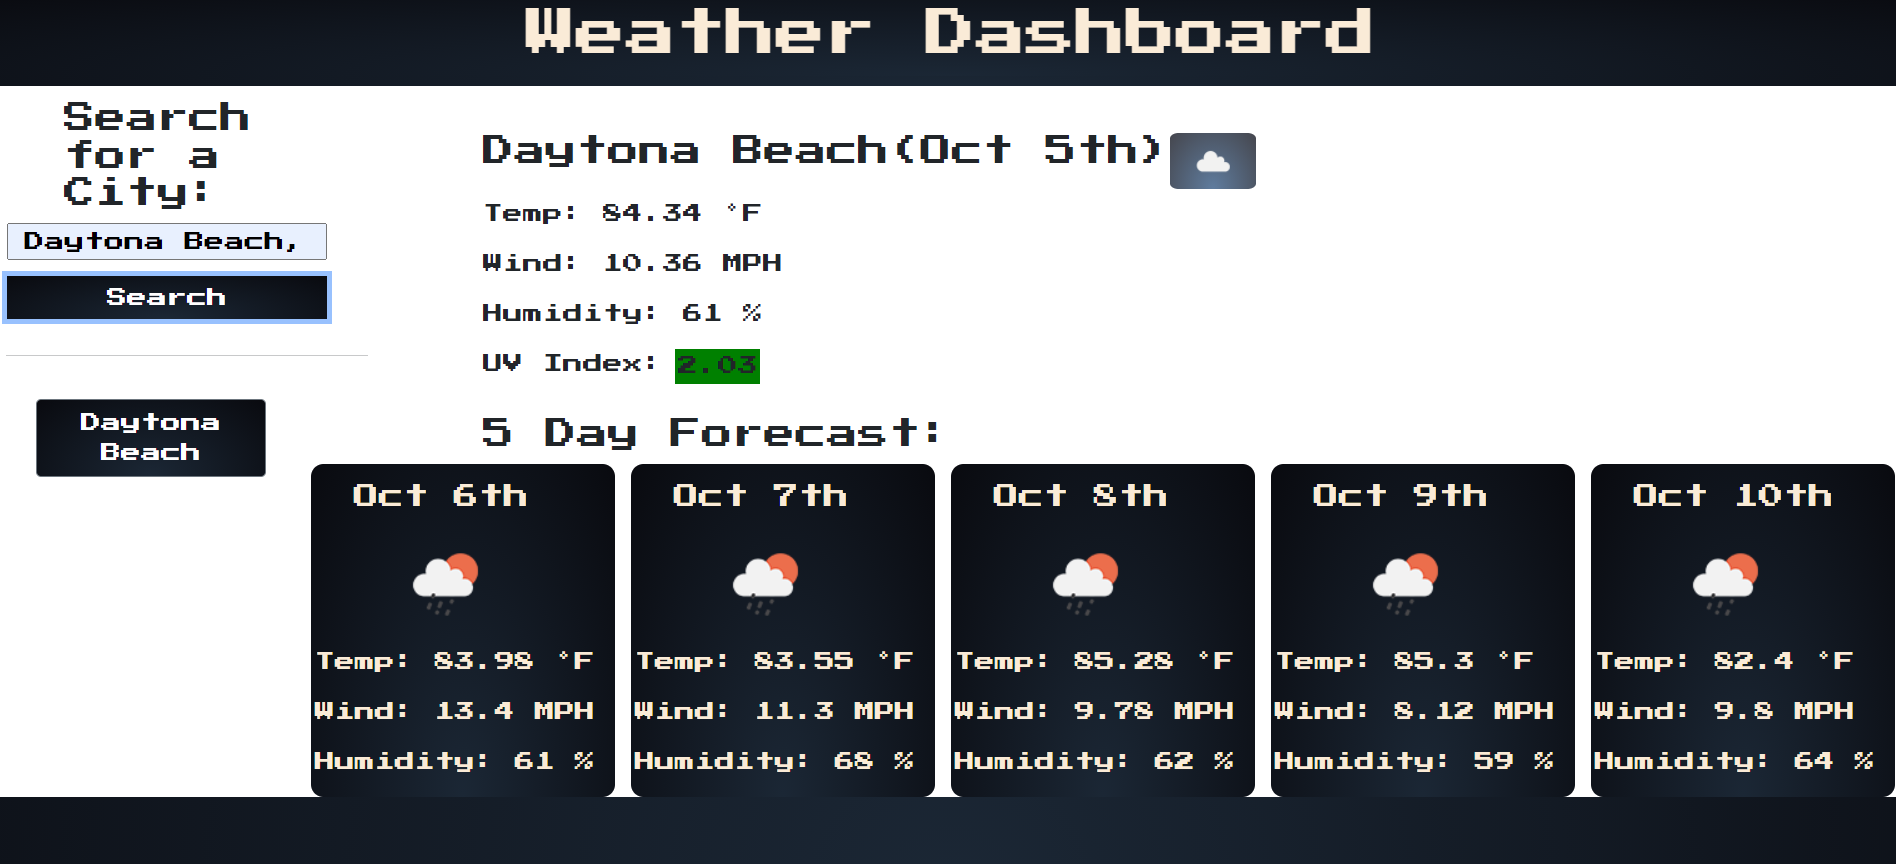 Weather Dashboard
Search
for a
City:
Daytona Beach,
Search
Daytona
Beach
Daytona Beach(Oct 5th)
Temp: 84.34 °F
Wind: 10.36 MPH
Humidity: 61 %
UV Index: 2.03
5 Day Forecast:
Oct 6th
Temp: 83.98 °F
Wind: 13.4 MPH
Humidity: 61 %
Oct 7th
Temp: 83.55 °F
Wind: 11.3 MPH
Humidity: 68 %
Oct 8th
Temp: 85.28 °F
Wind: 9.78 MPH
Humidity: 62 %
Oct 9th
Temp: 85.3 °F
Wind: 8.12 MPH
Humidity: 59 %
Oct 10th
Temp: 82.4 °F
Wind: 9.8 MPH
Humidity: 64 %